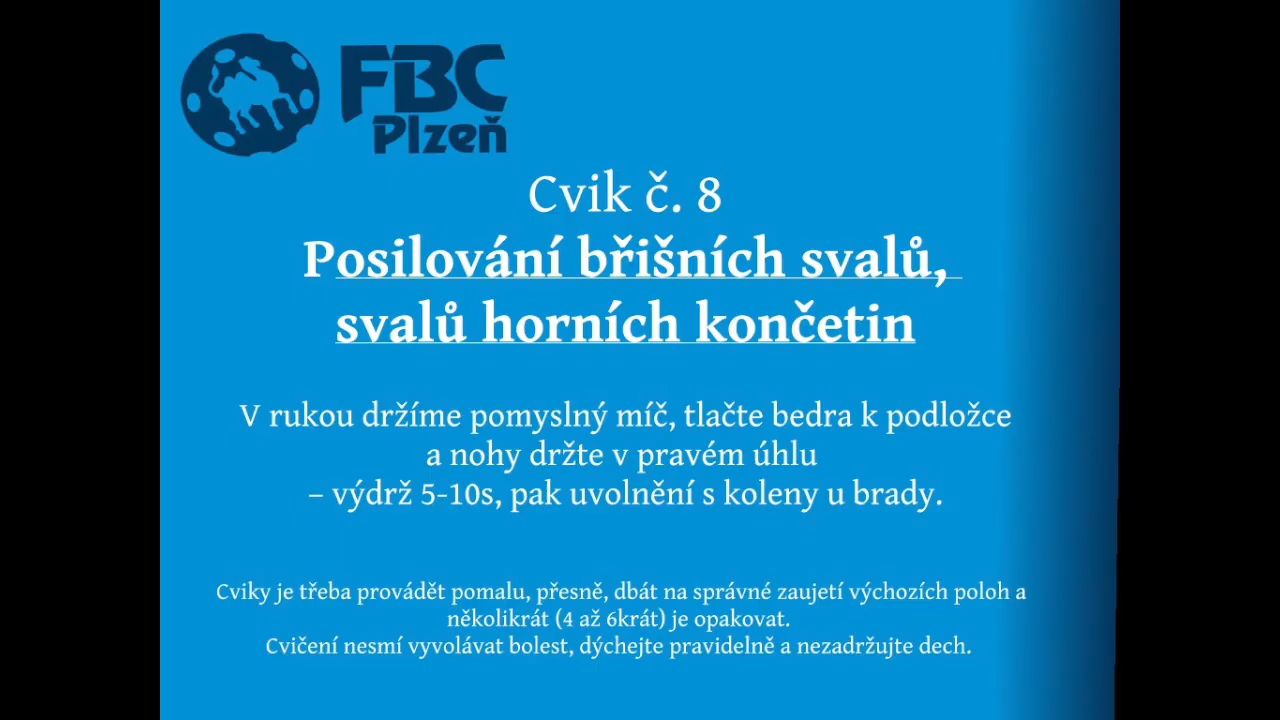 FBC
Plzeň
Cvik č. 8
Posilování břišních svalů,
svalů horních končetin
V rukou držíme pomyslný míč, tlačte bedra k podložce
a nohy držte v pravém úhlu
– výdrž 5-10s, pak uvolnění s koleny u brady.
Cviky je třeba provádět pomalu, přesně, dbát na správné zaujetí výchozích poloh a
několikrát (4 až 6krát) je opakovat.
Cvičení nesmí vyvolávat bolest, dýchejte pravidelně a nezadržujte dech.